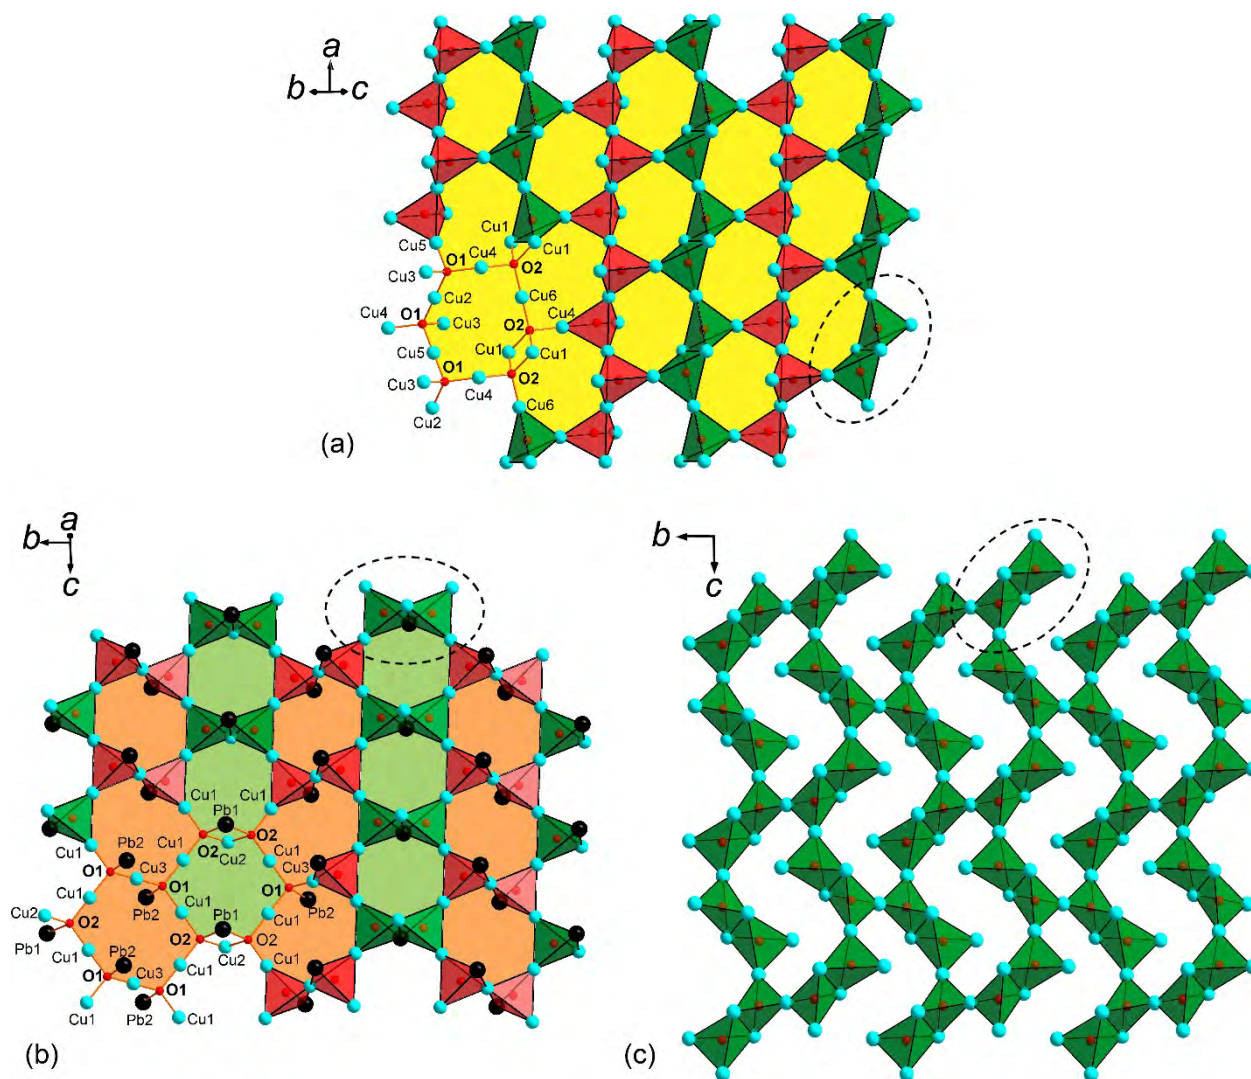 a
b c
Cu1
Cu5 Cu4 Cu1
O1 O2
Cu3
Cu2 Cu6
Cu4 O1 Cu3 O2 Cu4
Cu5 Cu1 Cu1
O1 O2
Cu3 Cu4
Cu2 Cu6
(a)
a
b
c
b
c
Cu1 Cu1
Pb1
O2
Cu1 Pb2 Cu1 O2 Cu2 Cu1
O1 Cu3 O1 O1 Cu3
Cu1 Pb2 Cu1 Cu1 Pb2
Cu2 O2 Pb1
Pb1 Cu1 Pb2 O2 O2
Cu1 Cu2 Cu1
O1 Cu3 O1
Cu1 Pb2 Cu1
(b) (c)